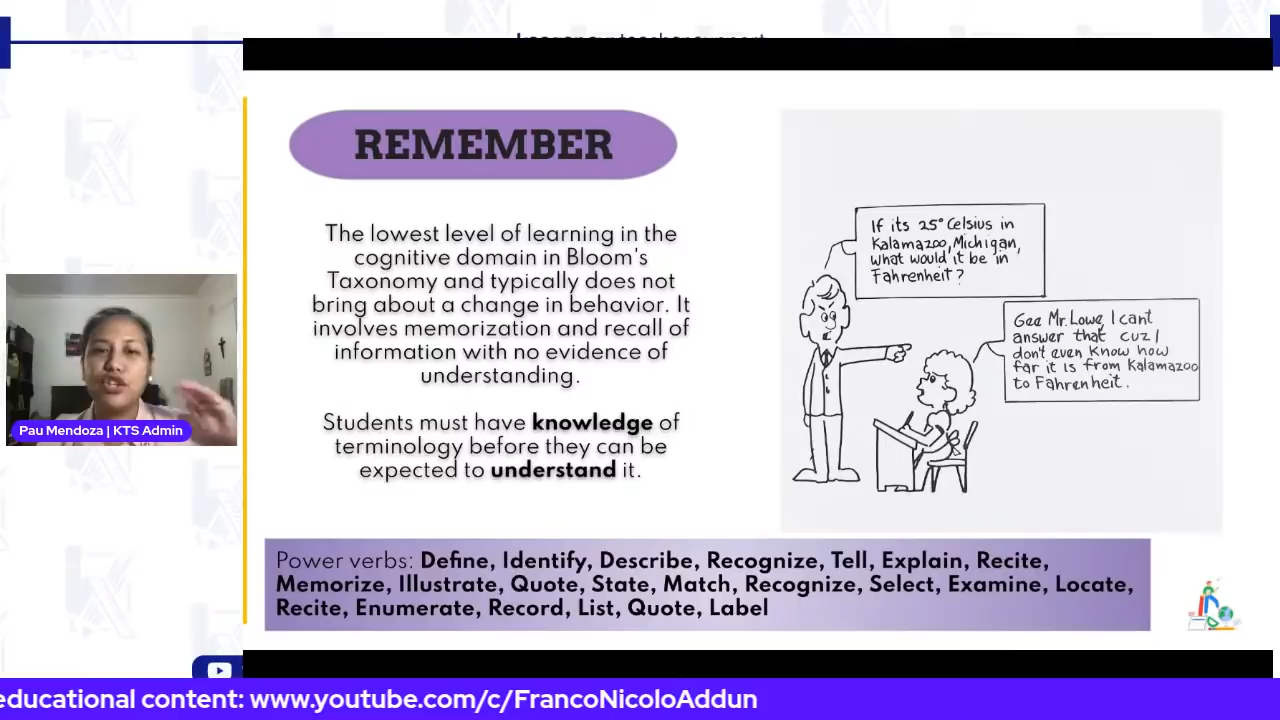 REMEMBER
The lowest level of learning in the
cognitive domain in Bloom's
Taxonomy and typically does not
bring about a change in behavior. It
involves memorization and recall of
information with no evidence of
understanding.
Students must have knowledge of
terminology before they can be
expected to understand it.
If its 25° Celsius in
Kalamazoo, Michigan,
what would it be in
Fahrenheit?
Gee Mr. Lowe, I cant
answer that cuz I
don't even know how
far it is from Kalamazoo
to Fahrenheit.
Power verbs: Define, Identify, Describe, Recognize, Tell, Explain, Recite,
Memorize, Illustrate, Quote, State, Match, Recognize, Select, Examine, Locate,
Recite, Enumerate, Record, List, Quote, Label
Pau Mendoza | KTS Admin
educational content: www.youtube.com/c/FrancoNicoloAddun